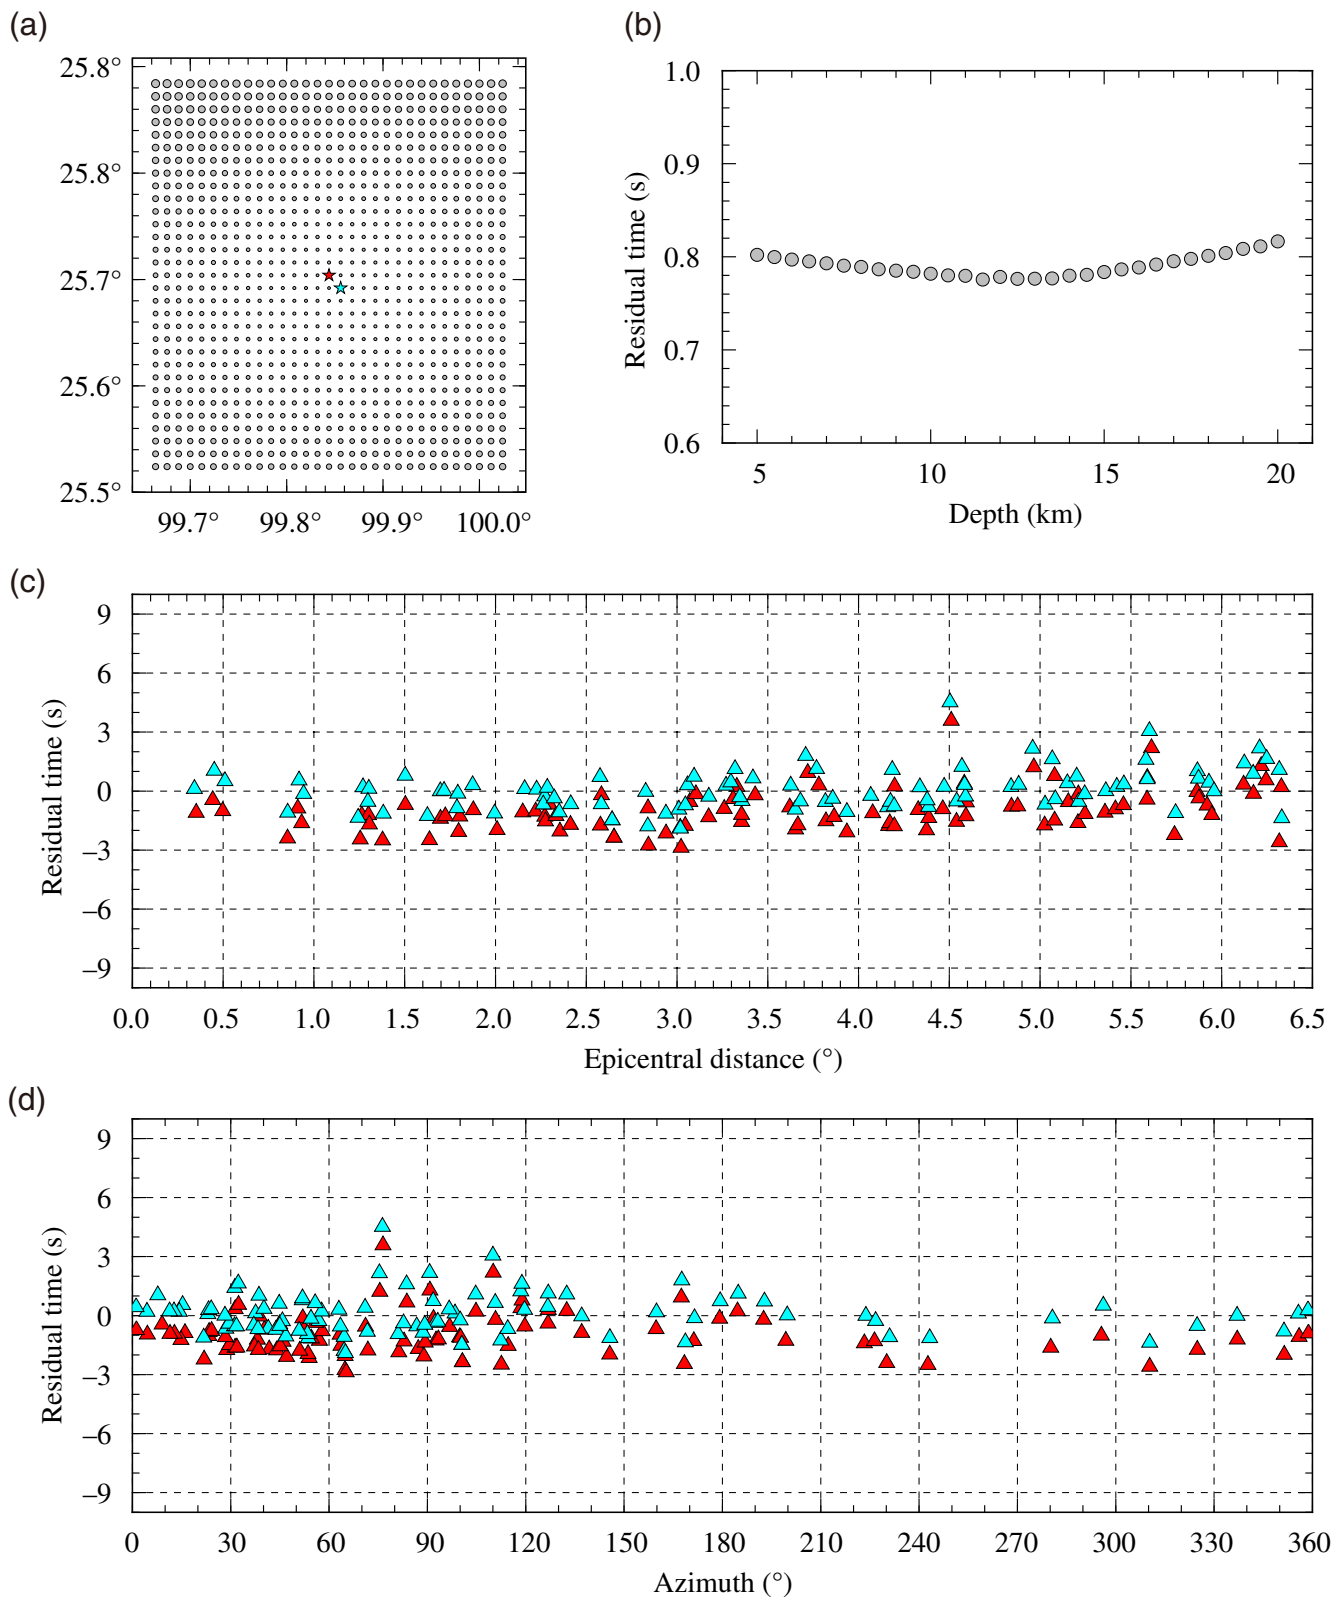 (a)
25.8°
25.8°
25.7°
25.6°
25.5°
99.7° 99.8° 99.9° 100.0°
(b)
1.0
0.9
0.8
0.7
0.6
Residual time (s)
5 10 15 20
Depth (km)
(c)
9
6
3
0
−3
−6
−9
Residual time (s)
0.0 0.5 1.0 1.5 2.0 2.5 3.0 3.5 4.0 4.5 5.0 5.5 6.0 6.5
Epicentral distance (°)
(d)
9
6
3
0
−3
−6
−9
Residual time (s)
0 30 60 90 120 150 180 210 240 270 300 330 360
Azimuth (°)